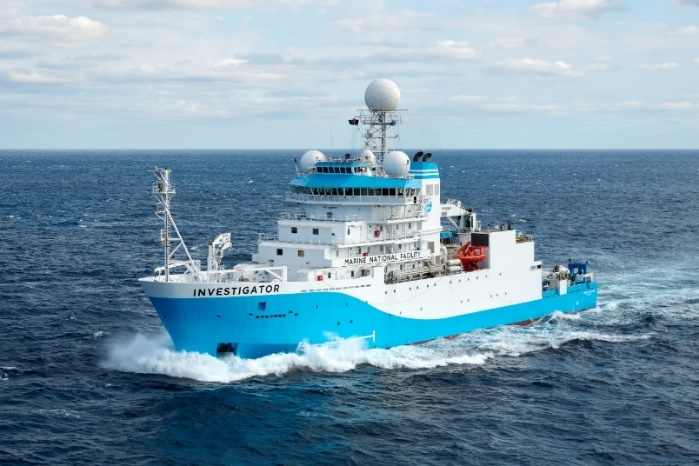 MARINE NATIONAL FACILITY
INVESTIGATOR